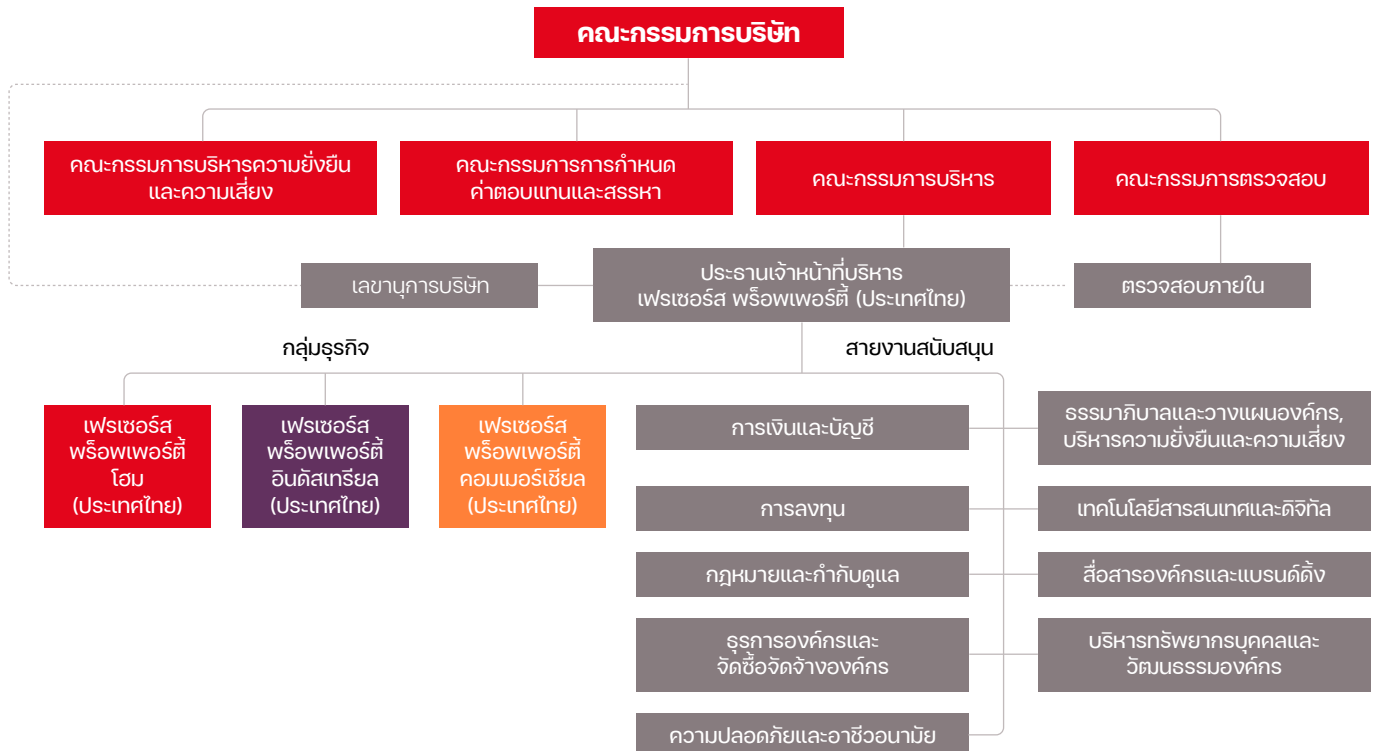 คณะกรรมการบริษัท
คณะกรรมการบริหารความยั่งยืน
และความเสี่ยง
คณะกรรมการการกำหนด
ค่าตอบแทนและสรรหา
คณะกรรมการบริหาร
คณะกรรมการตรวจสอบ
เลขานุการบริษัท
ประธานเจ้าหน้าที่บริหาร
เฟรเซอร์ส พร็อพเพอร์ตี้ (ประเทศไทย)
ตรวจสอบภายใน
กลุ่มธุรกิจ
สายงานสนับสนุน
เฟรเซอร์ส
พร็อพเพอร์ตี้
โฮม
(ประเทศไทย)
เฟรเซอร์ส
พร็อพเพอร์ตี้
อินดัสเทรียล
(ประเทศไทย)
เฟรเซอร์ส
พร็อพเพอร์ตี้
คอมเมอร์เชียล
(ประเทศไทย)
การเงินและบัญชี
ธรรมาภิบาลและวางแผนองค์กร,
บริหารความยั่งยืนและความเสี่ยง
การลงทุน
เทคโนโลยีสารสนเทศและดิจิทัล
กฎหมายและกำกับดูแล
สื่อสารองค์กรและแบรนด์ดิ้ง
ธุรการองค์กรและ
จัดซื้อจัดจ้างองค์กร
บริหารทรัพยากรบุคคลและ
วัฒนธรรมองค์กร
ความปลอดภัยและอาชีวอนามัย